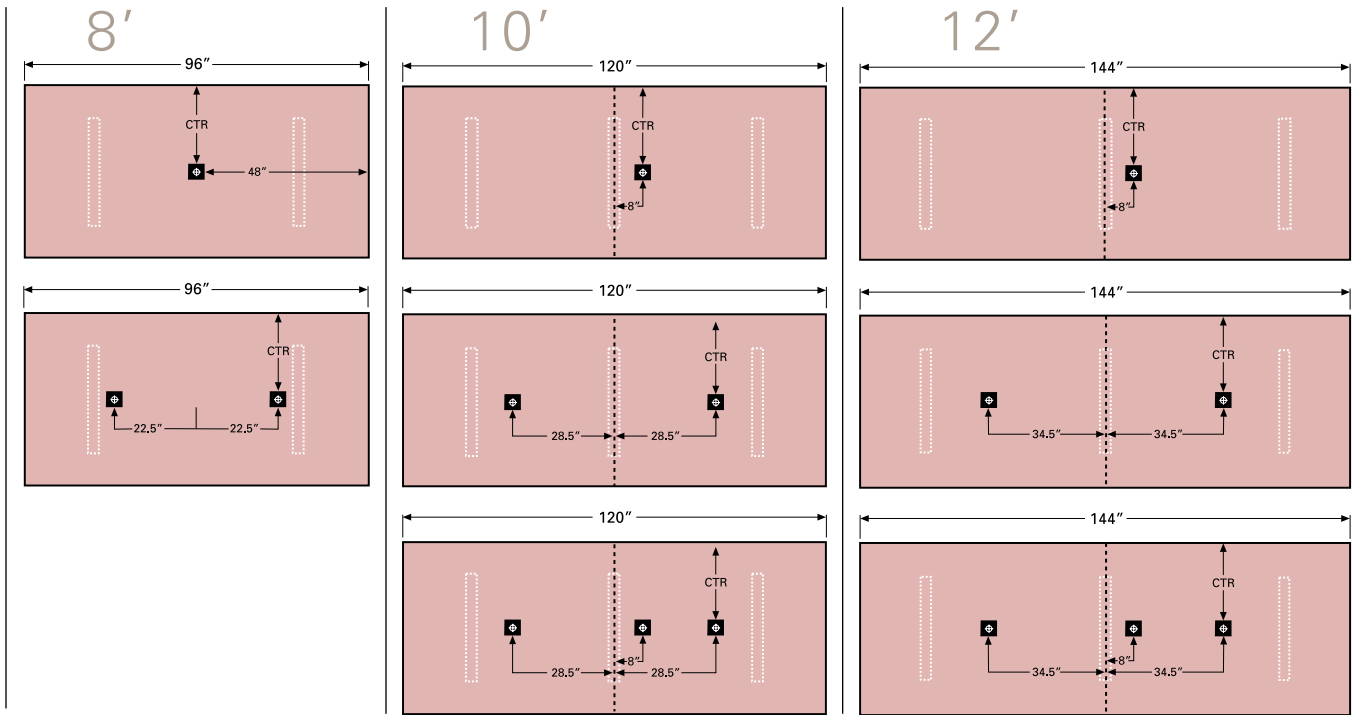 8’
96”
CTR
48”
96”
CTR
22.5” 22.5”
10’
120”
CTR
8”
120”
CTR
28.5” 28.5”
120”
CTR
8”
28.5” 28.5”
12’
144”
CTR
8”
144”
CTR
34.5” 34.5”
144”
CTR
8”
34.5” 34.5”